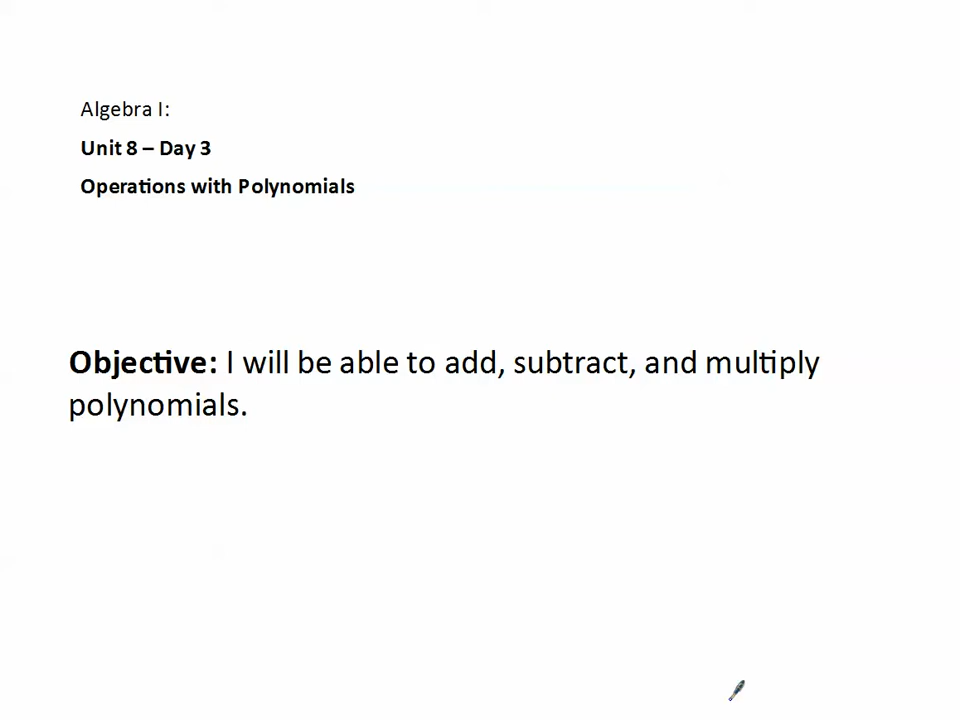 Algebra I:
Unit 8 – Day 3
Operations with Polynomials
Objective: I will be able to add, subtract, and multiply
polynomials.